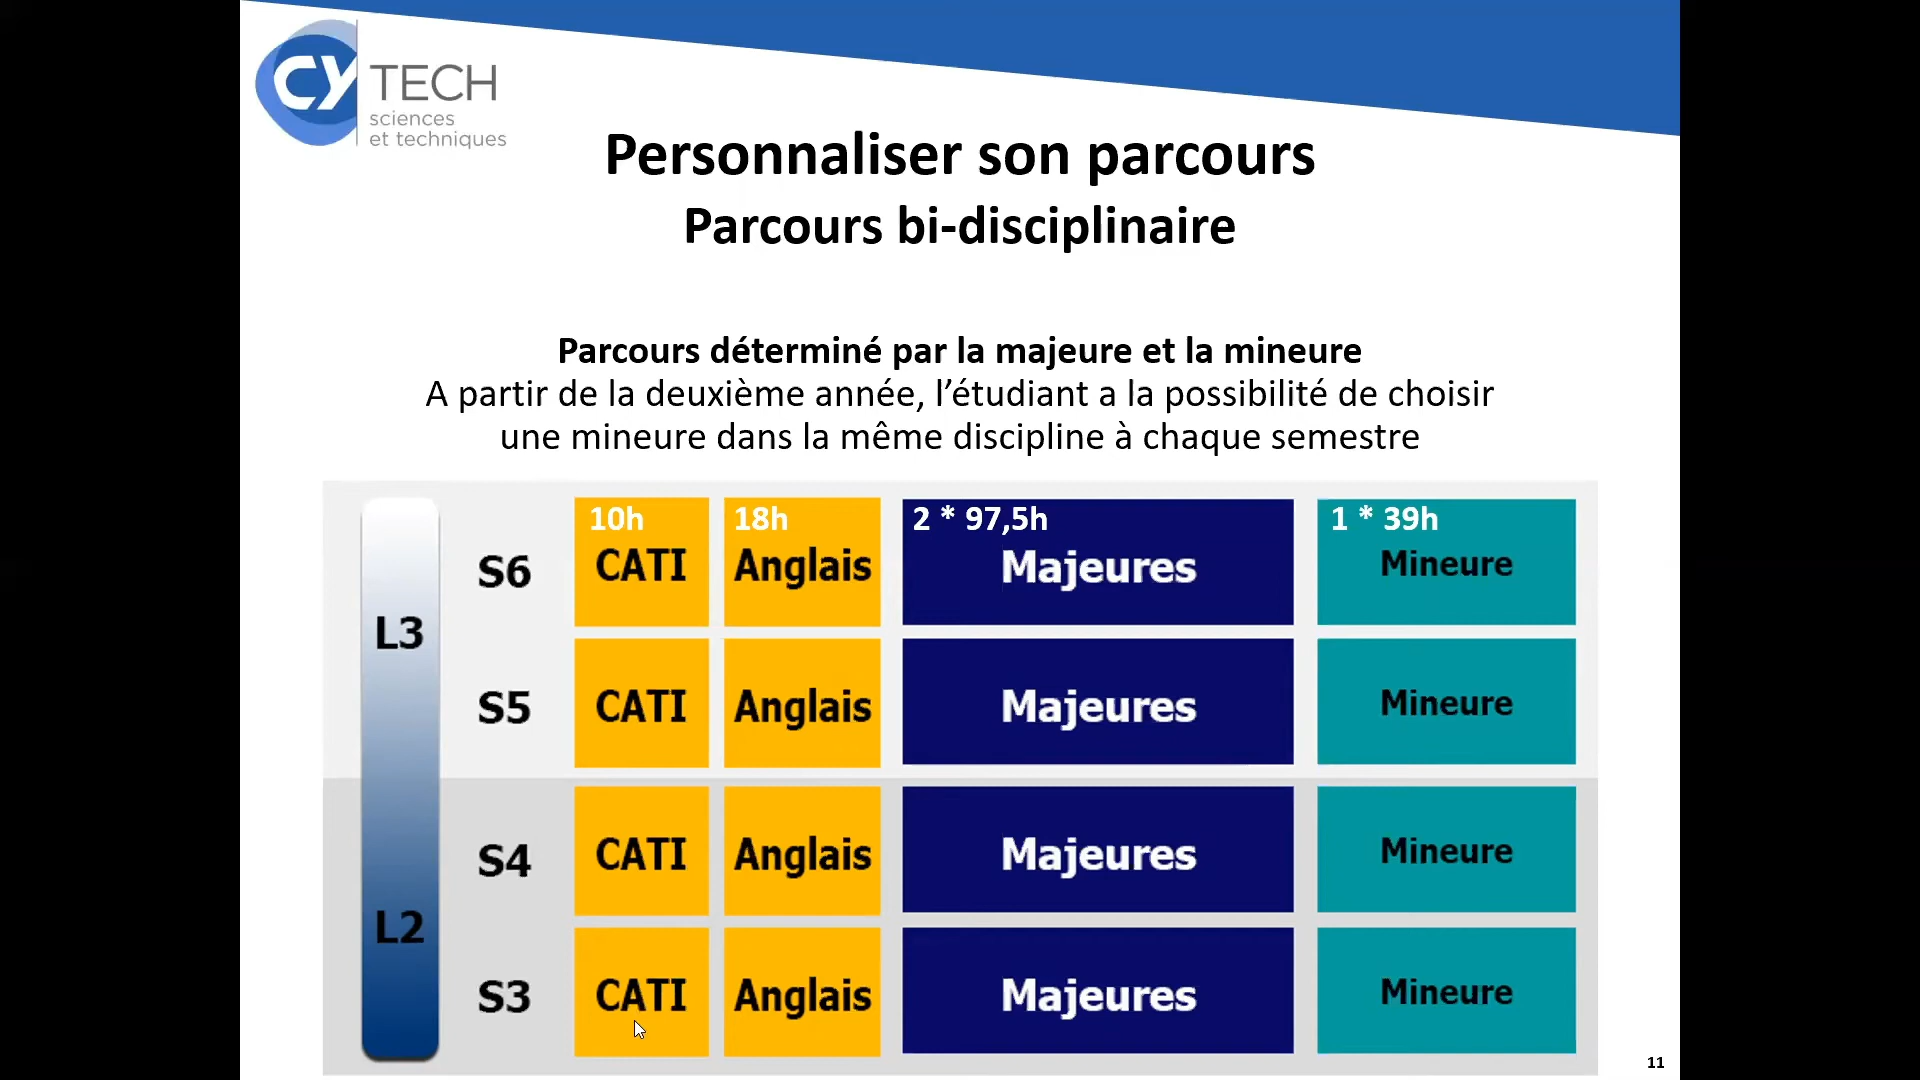 CY TECH
sciences
et techniques
Personnaliser son parcours
Parcours bi-disciplinaire
Parcours déterminé par la majeure et la mineure
A partir de la deuxième année, l’étudiant a la possibilité de choisir
une mineure dans la même discipline à chaque semestre
10h 18h 2 * 97,5h 1 * 39h
S6 CATI Anglais Majeures Mineure
L3
S5 CATI Anglais Majeures Mineure
S4 CATI Anglais Majeures Mineure
L2
S3 CATI Anglais Majeures Mineure
11